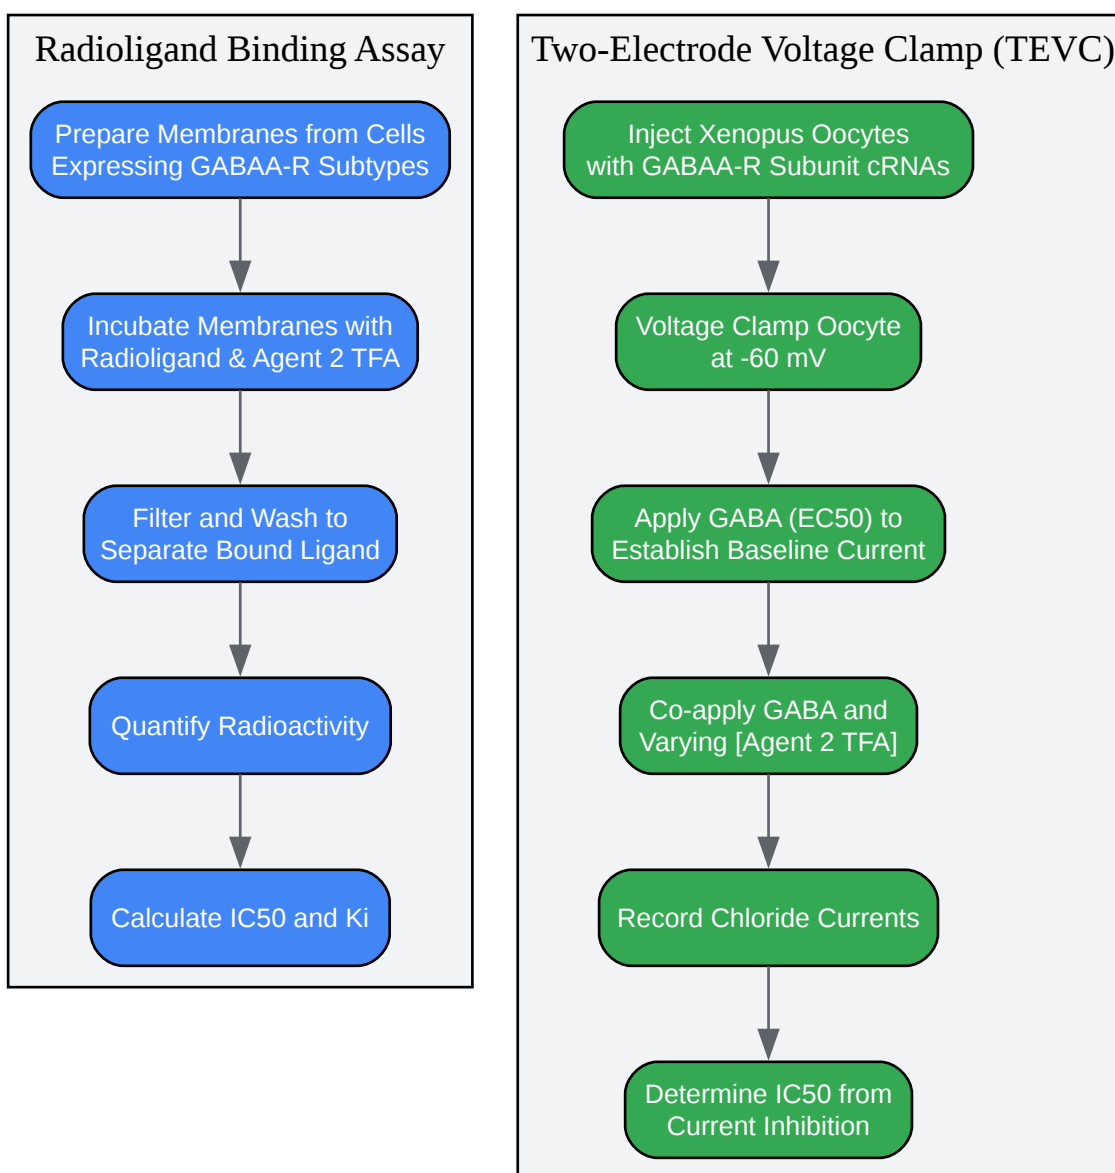 Radioligand Binding Assay
Prepare Membranes from Cells
Expressing GABAA-R Subtypes
Incubate Membranes with
Radioligand & Agent 2 TFA
Filter and Wash to
Separate Bound Ligand
Quantify Radioactivity
Calculate IC50 and Ki
Two-Electrode Voltage Clamp (TEVC)
Inject Xenopus Oocytes
with GABAA-R Subunit cRNAs
Voltage Clamp Oocyte
at -60 mV
Apply GABA (EC50) to
Establish Baseline Current
Co-apply GABA and
Varying [Agent 2 TFA]
Record Chloride Currents
Determine IC50 from
Current Inhibition